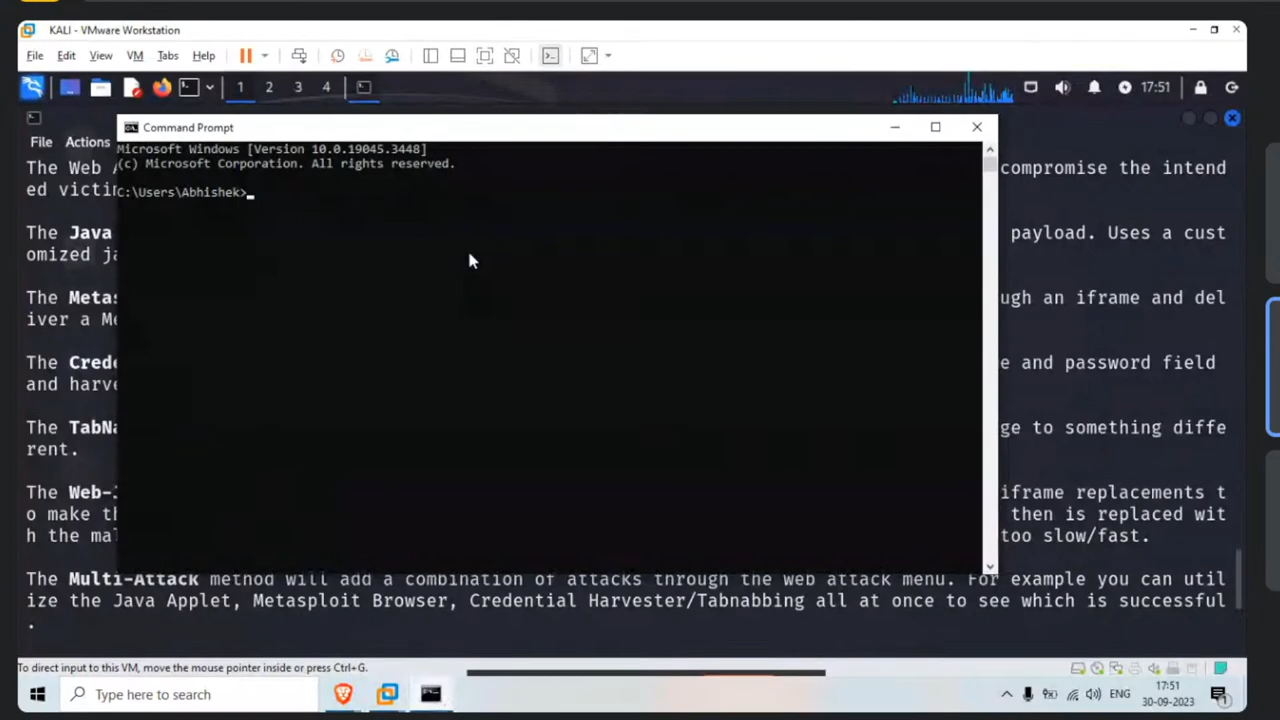 KALI - VMware Workstation
File Edit View VM Tabs Help
1 2 3 4 17:51
File Actions
Command Prompt
Microsoft Windows [Version 10.0.19045.3448]
(c) Microsoft Corporation. All rights reserved.
C:\Users\Abhishek>
The Web compromise the intend
ed victi
The Java payload. Uses a cust
omized ja
The Metas ugh an iframe and del
iver a Me
The Crede e and password field
and harve
The TabNa ge to something diffe
rent.
The Web-J iframe replacements t
o make th then is replaced wit
h the mal too slow/fast.
The Multi-Attack method will add a combination of attacks through the web attack menu. For example you can util
ize the Java Applet, Metasploit Browser, Credential Harvester/Tabnabbing all at once to see which is successful
.
To direct input to this VM, move the mouse pointer inside or press Ctrl+G.
Type here to search
ENG
17:51
30-09-2023
1